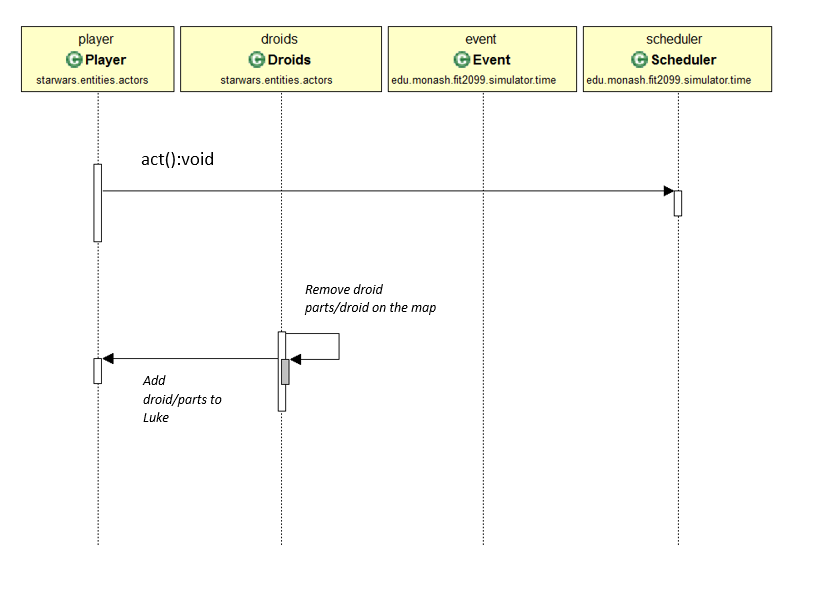 player
C Player
starwars.entities.actors
droids
C Droids
starwars.entities.actors
event
C Event
edu.monash.fit2099.simulator.time
scheduler
C Scheduler
edu.monash.fit2099.simulator.time
act():void
Remove droid
parts/droid on the map
Add
droid/parts to
Luke